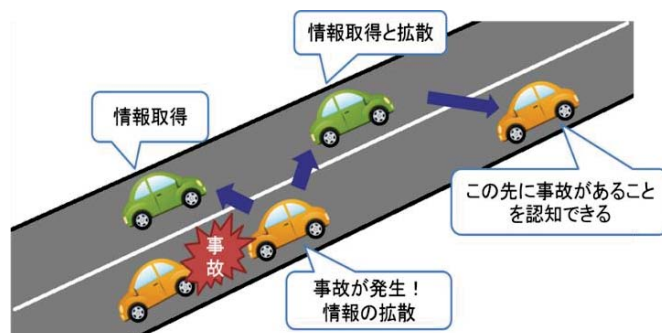 情報取得と拡散
情報取得
この先に事故があること
を認知できる
事故
事故が発生！
情報の拡散